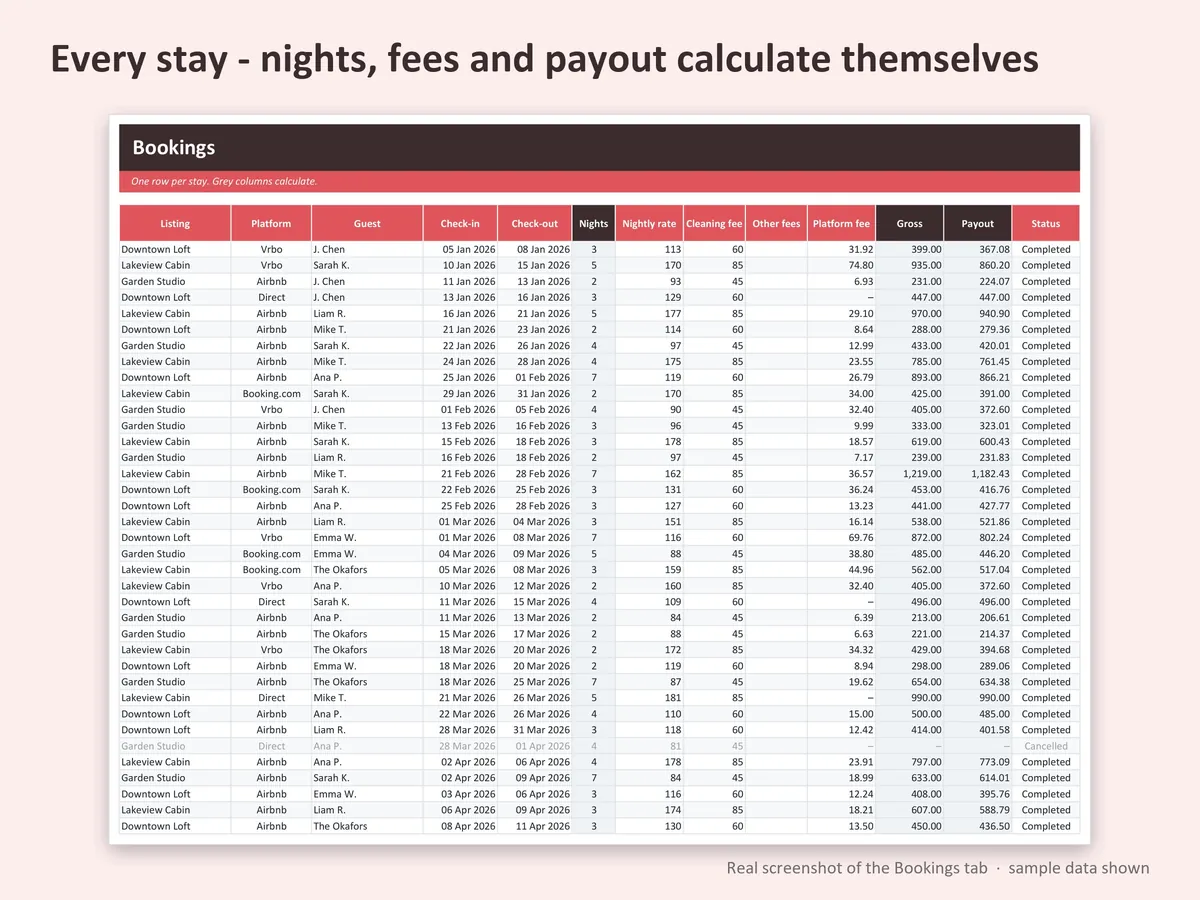 Every stay - nights, fees and payout calculate themselves
Bookings
One row per stay. Grey columns calculate.
Listing Platform Guest Check-in Check-out Nights Nightly rate Cleaning fee Other fees Platform fee Gross Payout Status
Downtown Loft Vrbo J. Chen 05 Jan 2026 08 Jan 2026 3 113 60 31.92 399.00 367.08 Completed
Lakeview Cabin Vrbo Sarah K. 10 Jan 2026 15 Jan 2026 5 170 85 74.80 935.00 860.20 Completed
Garden Studio Airbnb J. Chen 11 Jan 2026 13 Jan 2026 2 93 45 6.93 231.00 224.07 Completed
Downtown Loft Direct J. Chen 13 Jan 2026 16 Jan 2026 3 129 60 – 447.00 447.00 Completed
Lakeview Cabin Airbnb Liam R. 16 Jan 2026 21 Jan 2026 5 177 85 29.10 970.00 940.90 Completed
Downtown Loft Airbnb Mike T. 21 Jan 2026 23 Jan 2026 2 114 60 8.64 288.00 279.36 Completed
Garden Studio Airbnb Sarah K. 22 Jan 2026 26 Jan 2026 4 97 45 12.99 433.00 420.01 Completed
Lakeview Cabin Airbnb Mike T. 24 Jan 2026 28 Jan 2026 4 175 85 23.55 785.00 761.45 Completed
Downtown Loft Airbnb Ana P. 25 Jan 2026 01 Feb 2026 7 119 60 26.79 893.00 866.21 Completed
Lakeview Cabin Booking.com Sarah K. 29 Jan 2026 31 Jan 2026 2 170 85 34.00 425.00 391.00 Completed
Garden Studio Vrbo J. Chen 01 Feb 2026 05 Feb 2026 4 90 45 32.40 405.00 372.60 Completed
Garden Studio Airbnb Mike T. 13 Feb 2026 16 Feb 2026 3 96 45 9.99 333.00 323.01 Completed
Lakeview Cabin Airbnb Sarah K. 15 Feb 2026 18 Feb 2026 3 178 85 18.57 619.00 600.43 Completed
Garden Studio Airbnb Liam R. 16 Feb 2026 18 Feb 2026 2 97 45 7.17 239.00 231.83 Completed
Lakeview Cabin Airbnb Mike T. 21 Feb 2026 28 Feb 2026 7 162 85 36.57 1,219.00 1,182.43 Completed
Downtown Loft Booking.com Sarah K. 22 Feb 2026 25 Feb 2026 3 131 60 36.24 453.00 416.76 Completed
Downtown Loft Airbnb Ana P. 25 Feb 2026 28 Feb 2026 3 127 60 13.23 441.00 427.77 Completed
Lakeview Cabin Airbnb Liam R. 01 Mar 2026 04 Mar 2026 3 151 85 16.14 538.00 521.86 Completed
Downtown Loft Vrbo Emma W. 01 Mar 2026 08 Mar 2026 7 116 60 69.76 872.00 802.24 Completed
Garden Studio Booking.com Emma W. 04 Mar 2026 09 Mar 2026 5 88 45 38.80 485.00 446.20 Completed
Lakeview Cabin Booking.com The Okafors 05 Mar 2026 08 Mar 2026 3 159 85 44.96 562.00 517.04 Completed
Lakeview Cabin Vrbo Ana P. 10 Mar 2026 12 Mar 2026 2 160 85 32.40 405.00 372.60 Completed
Downtown Loft Direct Sarah K. 11 Mar 2026 15 Mar 2026 4 109 60 – 496.00 496.00 Completed
Garden Studio Airbnb Ana P. 11 Mar 2026 13 Mar 2026 2 84 45 6.39 213.00 206.61 Completed
Garden Studio Airbnb The Okafors 15 Mar 2026 17 Mar 2026 2 88 45 6.63 221.00 214.37 Completed
Lakeview Cabin Vrbo The Okafors 18 Mar 2026 20 Mar 2026 2 172 85 34.32 429.00 394.68 Completed
Downtown Loft Airbnb Emma W. 18 Mar 2026 20 Mar 2026 2 119 60 8.94 298.00 289.06 Completed
Garden Studio Airbnb The Okafors 18 Mar 2026 25 Mar 2026 7 87 45 19.62 654.00 634.38 Completed
Lakeview Cabin Direct Mike T. 21 Mar 2026 26 Mar 2026 5 181 85 – 990.00 990.00 Completed
Downtown Loft Airbnb Ana P. 22 Mar 2026 26 Mar 2026 4 110 60 15.00 500.00 485.00 Completed
Downtown Loft Airbnb Liam R. 28 Mar 2026 31 Mar 2026 3 118 60 12.42 414.00 401.58 Completed
Garden Studio Direct Ana P. 28 Mar 2026 01 Apr 2026 4 81 45 – – – Cancelled
Lakeview Cabin Airbnb Ana P. 02 Apr 2026 06 Apr 2026 4 178 85 23.91 797.00 773.09 Completed
Garden Studio Airbnb Sarah K. 02 Apr 2026 09 Apr 2026 7 84 45 18.99 633.00 614.01 Completed
Downtown Loft Airbnb Emma W. 03 Apr 2026 06 Apr 2026 3 116 60 12.24 408.00 395.76 Completed
Lakeview Cabin Airbnb Liam R. 06 Apr 2026 09 Apr 2026 3 174 85 18.21 607.00 588.79 Completed
Downtown Loft Airbnb The Okafors 08 Apr 2026 11 Apr 2026 3 130 60 13.50 450.00 436.50 Completed
Real screenshot of the Bookings tab · sample data shown